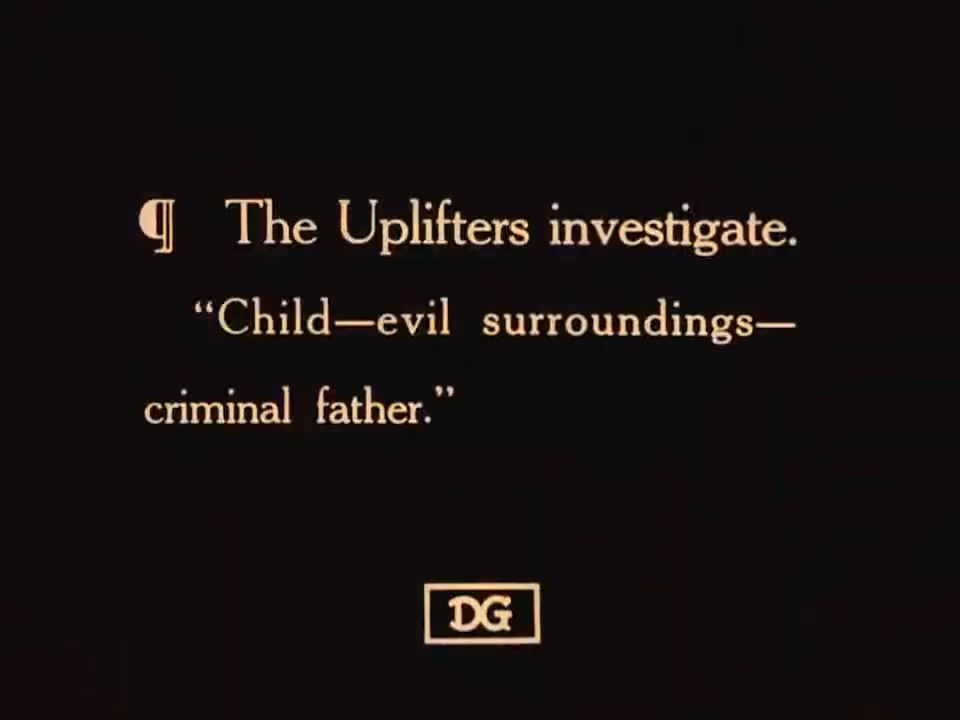 ¶ The Uplifters investigate.
“Child—evil surroundings—
criminal father.”
DG